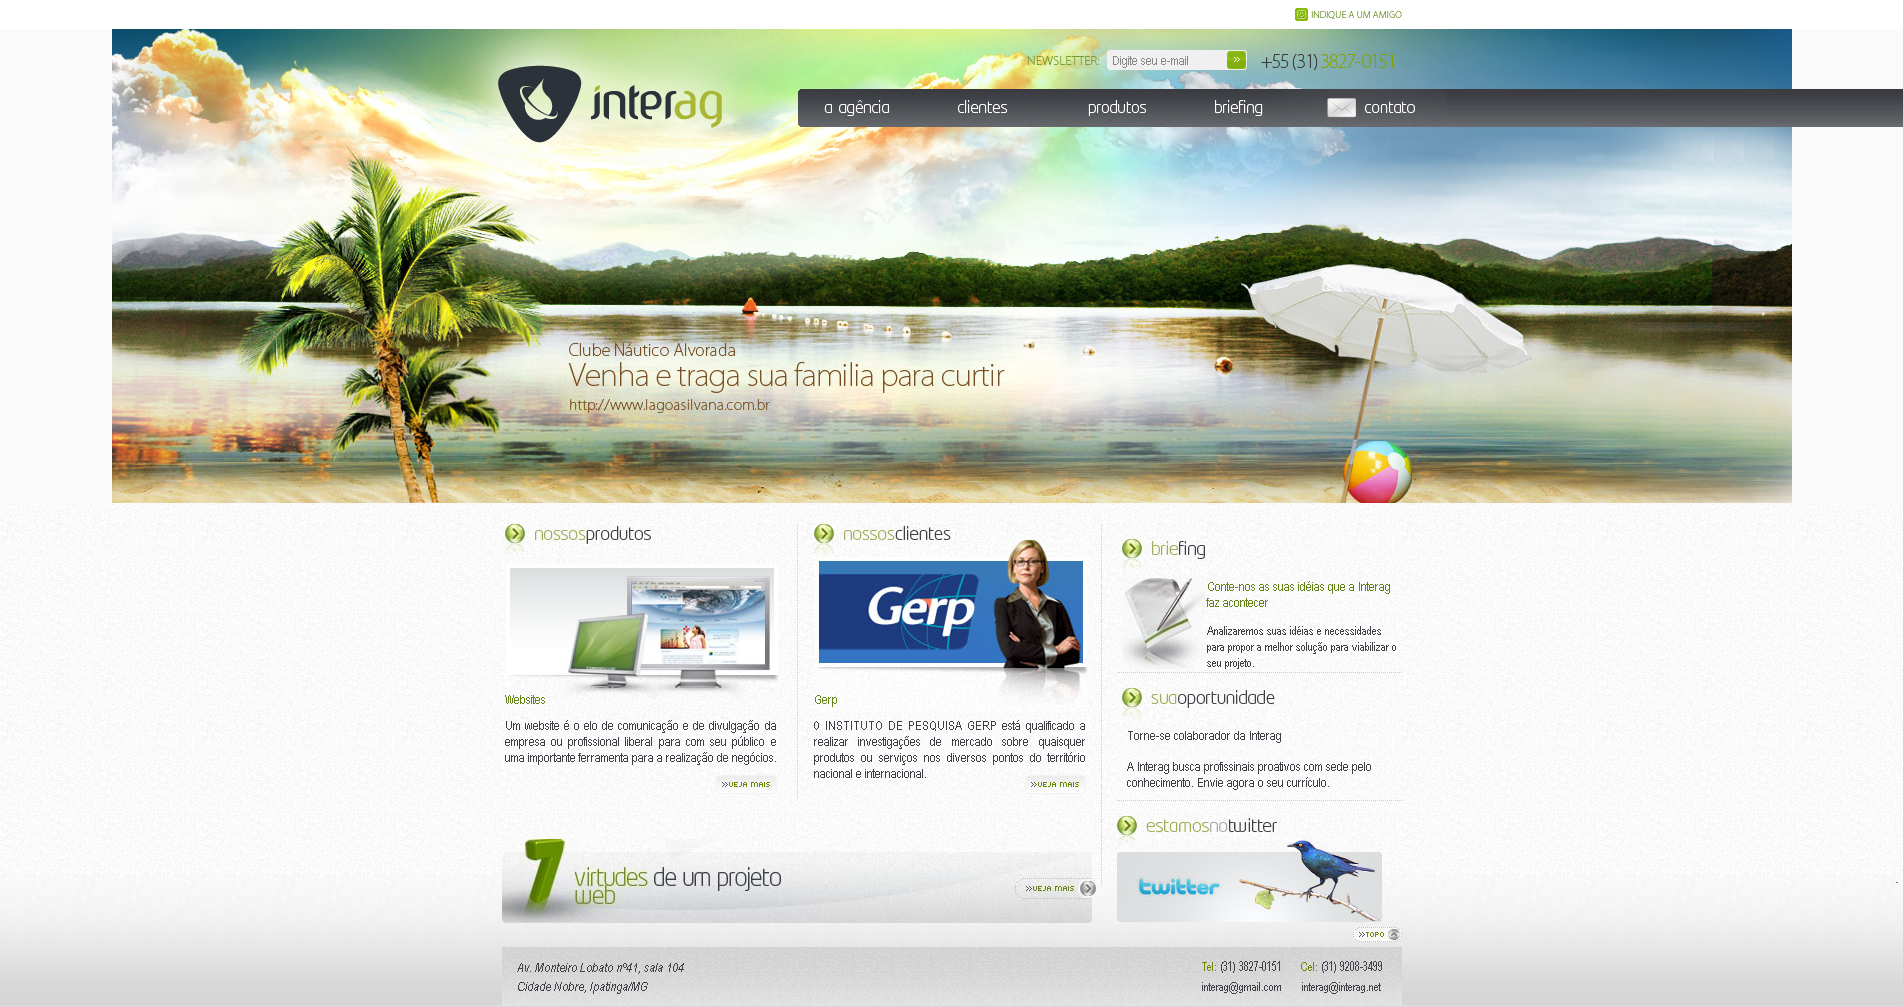 INDIQUE A UM AMIGO
NEWSLETTER: Digite seu e-mail +55 (31) 3827-0151
interag
a agência clientes produtos briefing contato
Clube Náutico Alvorada
Venha e traga sua familia para curtir
http://www.lagoasilvana.com.br
nossosprodutos
Websites
Um website é o elo de comunicação e de divulgação da
empresa ou profissional liberal para com seu público e
uma importante ferramenta para a realização de negócios.
VEJA MAIS
nossosclientes
Gerp
Gerp
O INSTITUTO DE PESQUISA GERP está qualificado a
realizar investigações de mercado sobre quaisquer
produtos ou serviços nos diversos pontos do território
nacional e internacional.
VEJA MAIS
briefing
Conte-nos as suas idéias que a Interag
faz acontecer
Analizaremos suas idéias e necessidades
para propor a melhor solução para viabilizar o
seu projeto.
suaoportunidade
Torne-se colaborador da Interag
A Interag busca profissinais proativos com sede pelo
conhecimento. Envie agora o seu currículo.
7 virtudes de um projeto
web
VEJA MAIS
estamosnotwitter
twitter
TOPO
Av. Monteiro Lobato nº41, sala 104
Cidade Nobre, Ipatinga/MG
Tel: (31) 3827-0151 Cel: (31) 9208-3499
interag@gmail.com interag@interag.net